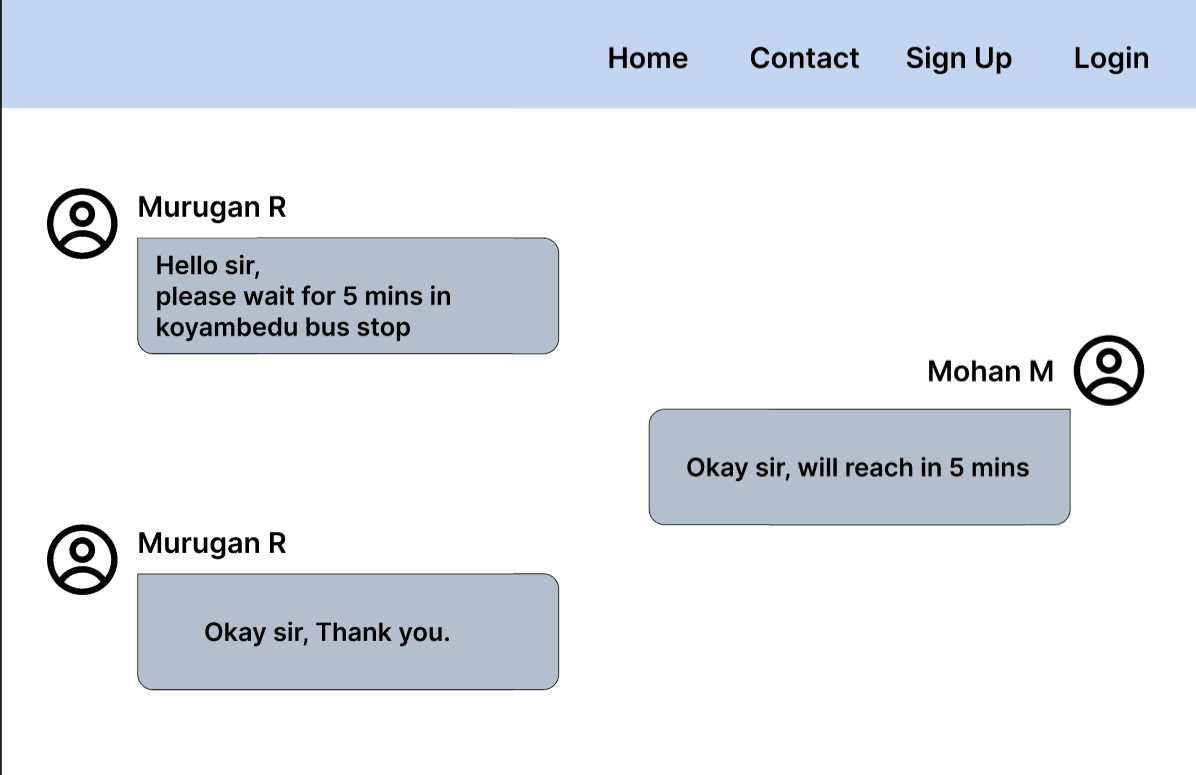 Home Contact Sign Up Login
Murugan R
Hello sir,
please wait for 5 mins in
koyambedu bus stop
Mohan M
Okay sir, will reach in 5 mins
Murugan R
Okay sir, Thank you.